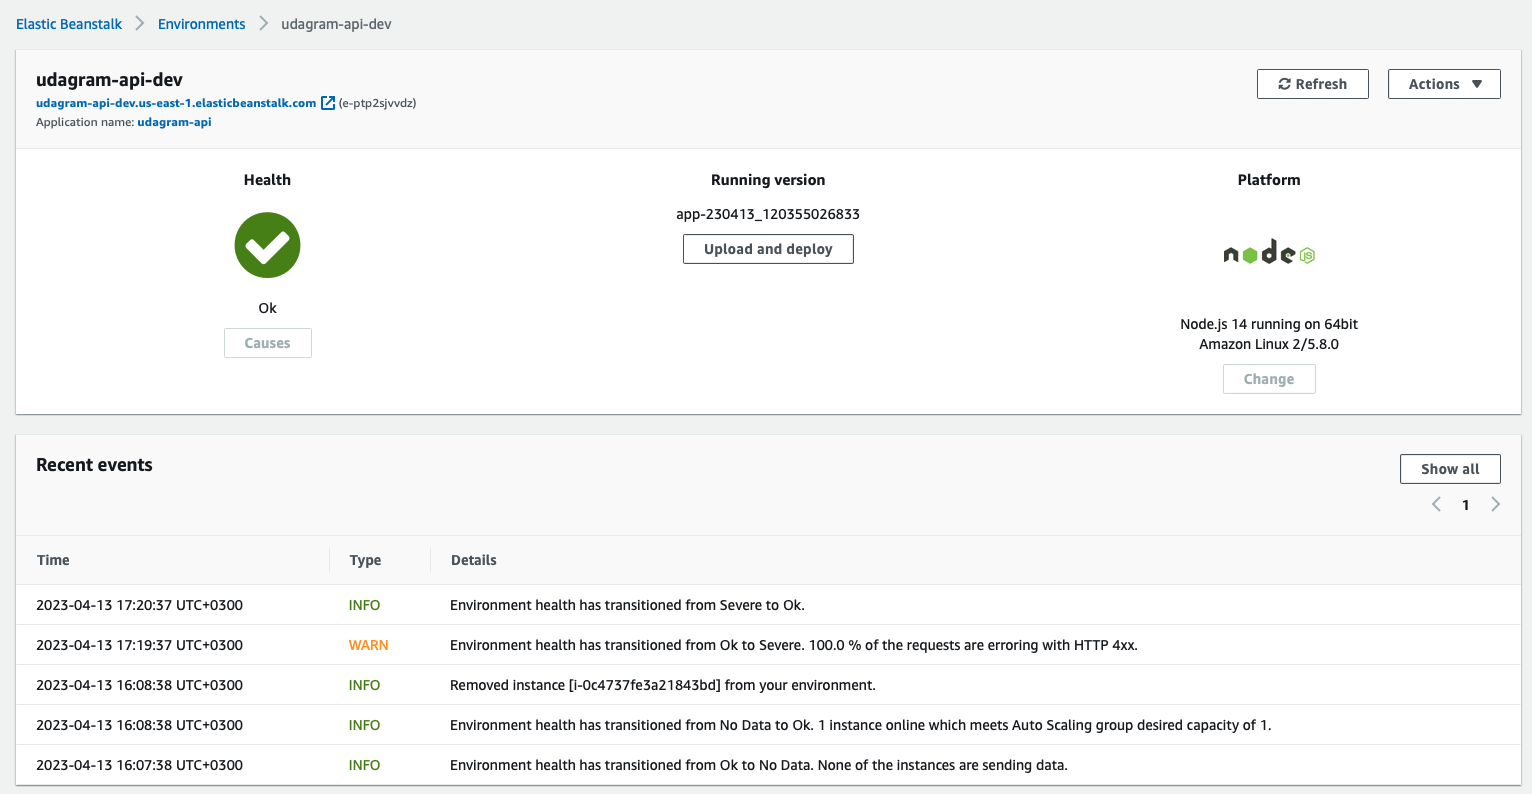 Elastic Beanstalk > Environments > udagram-api-dev
udagram-api-dev
Refresh
Actions
udagram-api-dev.us-east-1.elasticbeanstalk.com (e-ptp2sjvvdz)
Application name: udagram-api
Health
Ok
Causes
Running version
app-230413_120355026833
Upload and deploy
Platform
node JS
Node.js 14 running on 64bit
Amazon Linux 2/5.8.0
Change
Recent events
Show all
1
Time Type Details
2023-04-13 17:20:37 UTC+0300 INFO Environment health has transitioned from Severe to Ok.
2023-04-13 17:19:37 UTC+0300 WARN Environment health has transitioned from Ok to Severe. 100.0 % of the requests are erroring with HTTP 4xx.
2023-04-13 16:08:38 UTC+0300 INFO Removed instance [i-0c4737fe3a21843bd] from your environment.
2023-04-13 16:08:38 UTC+0300 INFO Environment health has transitioned from No Data to Ok. 1 instance online which meets Auto Scaling group desired capacity of 1.
2023-04-13 16:07:38 UTC+0300 INFO Environment health has transitioned from Ok to No Data. None of the instances are sending data.